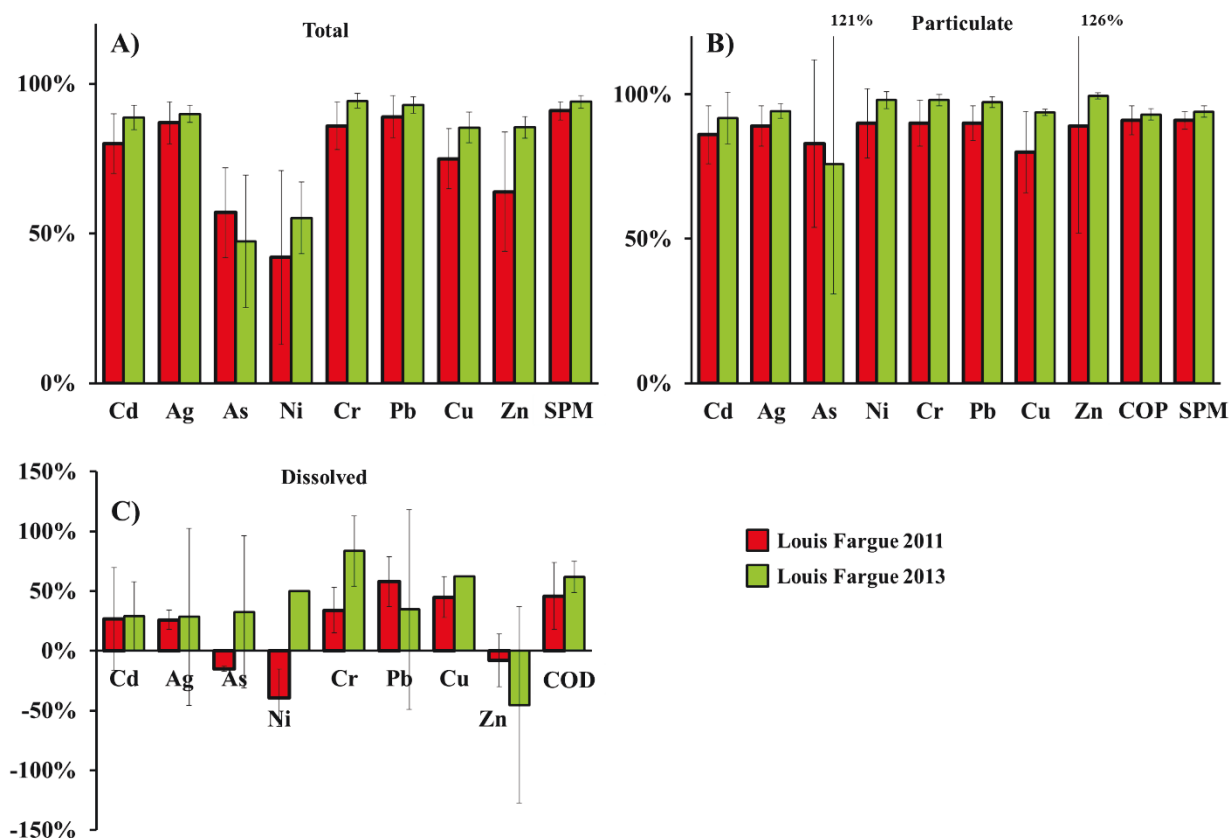 A)
Total
100%
50%
0%
Cd Ag As Ni Cr Pb Cu Zn SPM
B)
121%
Particulate
126%
100%
50%
0%
Cd Ag As Ni Cr Pb Cu Zn COP SPM
C)
Dissolved
150%
100%
50%
0%
-50%
-100%
-150%
Cd Ag As Ni Cr Pb Cu Zn COD
Louis Fargue 2011
Louis Fargue 2013